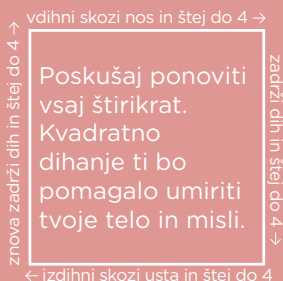 vdihni skozi nos in štej do 4 →
zadrži dih in štej do 4 →
← izdihni skozi usta in štej do 4
znova zadrži dih in štej do 4 →
Poskušaj ponoviti
vsaj štirikrat.
Kvadratno
dihanje ti bo
pomagalo umiriti
tvoje telo in misli.